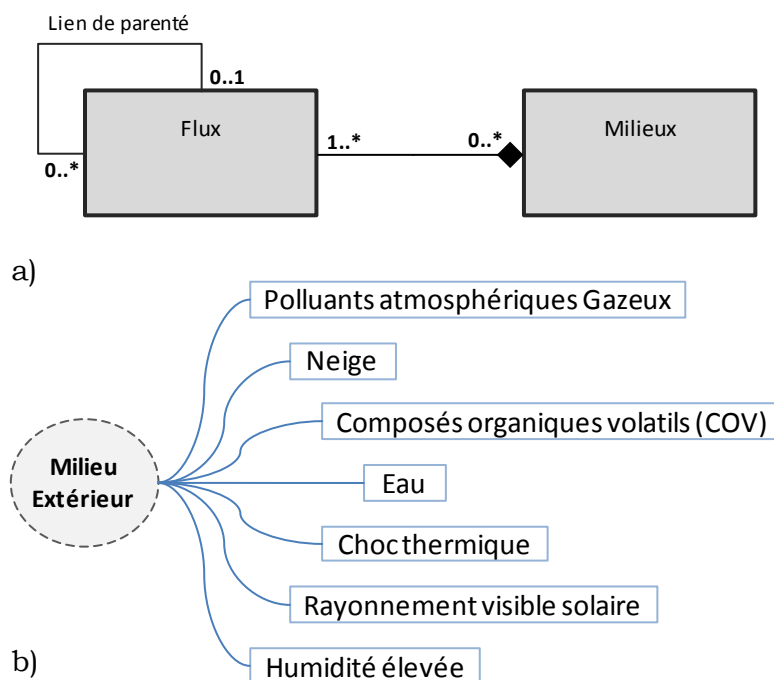 Lien de parenté
0..1
Flux
Milieux
1..*
0..*
0..*
a)
Polluants atmosphériques Gazeux
Neige
Composés organiques volatils (COV)
Milieu
Extérieur
Eau
Choc thermique
Rayonnement visible solaire
Humidité élevée
b)